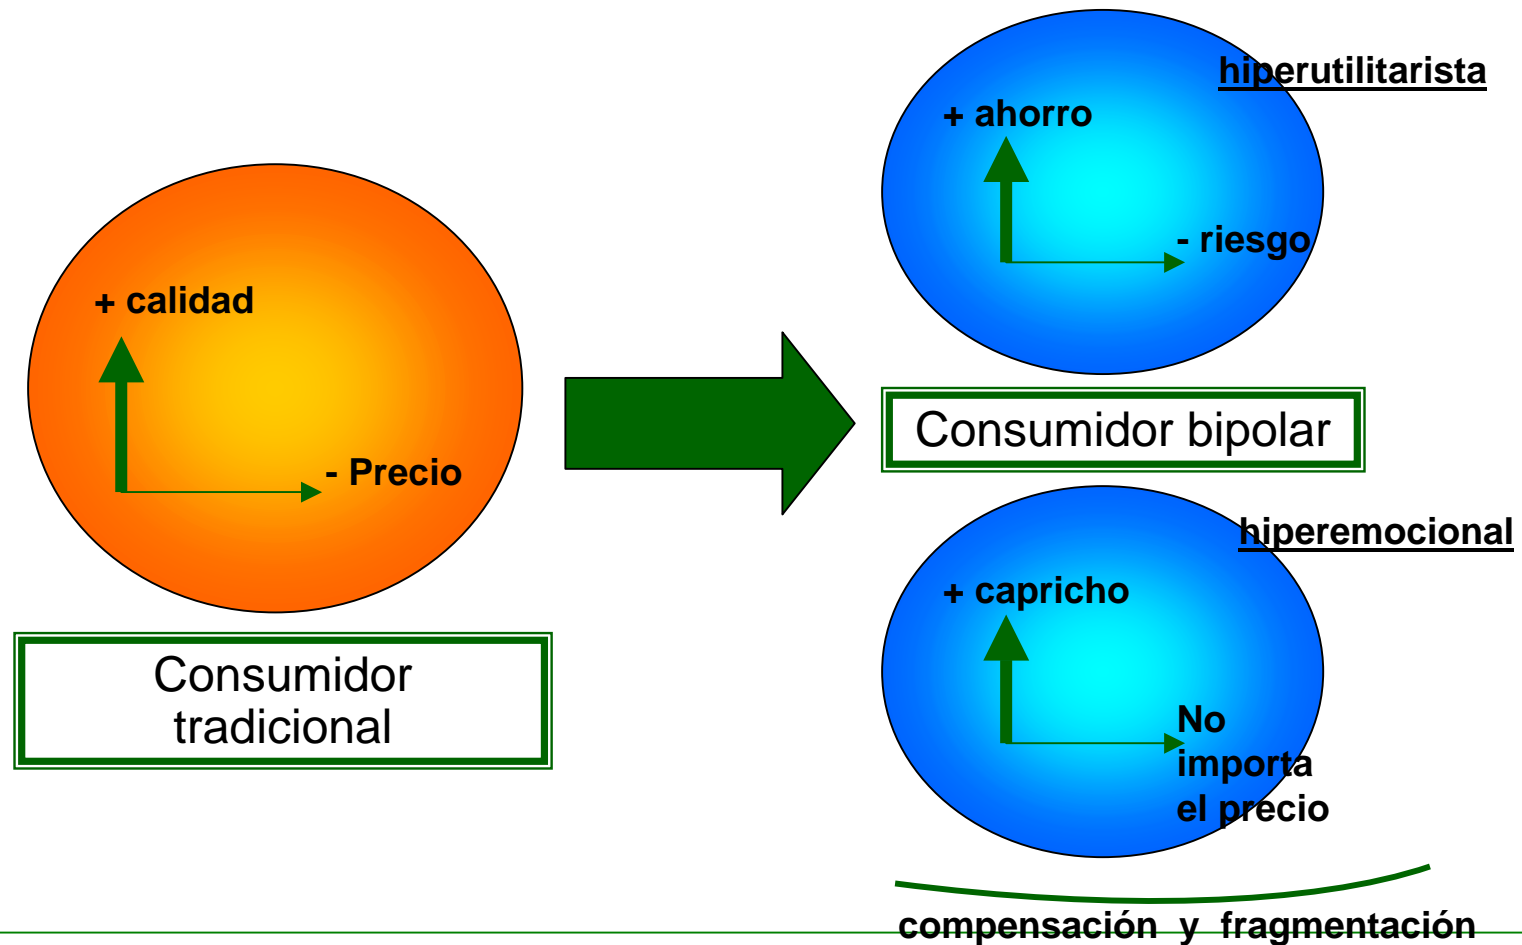 + calidad
- Precio
Consumidor
tradicional
hiperutilitarista
+ ahorro
- riesgo
Consumidor bipolar
hiperemocional
+ capricho
No
importa
el precio
compensación y fragmentación